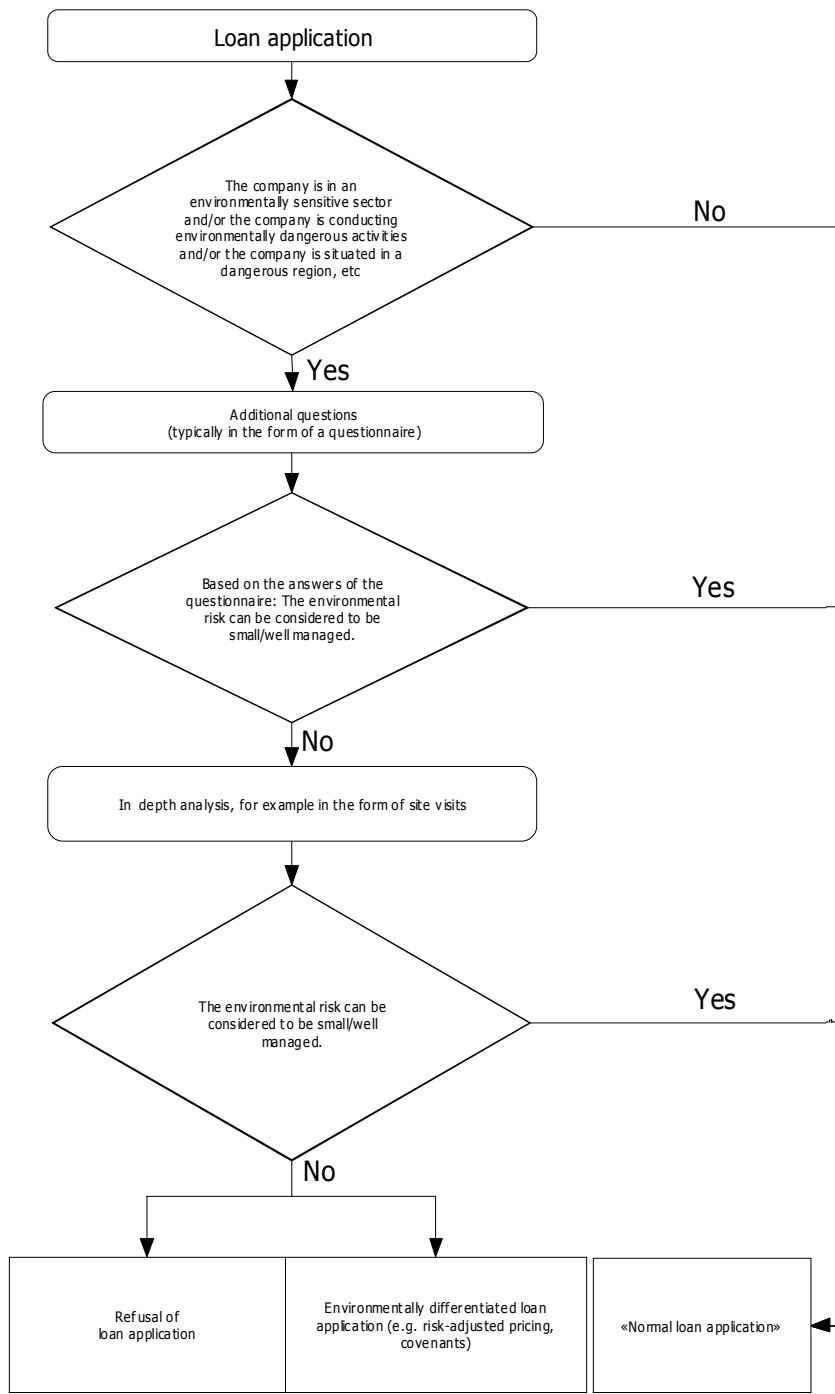 Loan application
The company is in an
environmentally sensitive sector
and/or the company is conducting
environmentally dangerous activities
and/or the company is situated in a
dangerous region, etc
No
Yes
Additional questions
(typically in the form of a questionnaire)
Based on the answers of the
questionnaire: The environmental
risk can be considered to be
small/well managed.
Yes
No
In depth analysis, for example in the form of site visits
The environmental risk can be
considered to be small/well
managed.
Yes
No
Refusal of
loan application
Environmentally differentiated loan
application (e.g. risk-adjusted pricing,
covenants)
«Normal loan application»